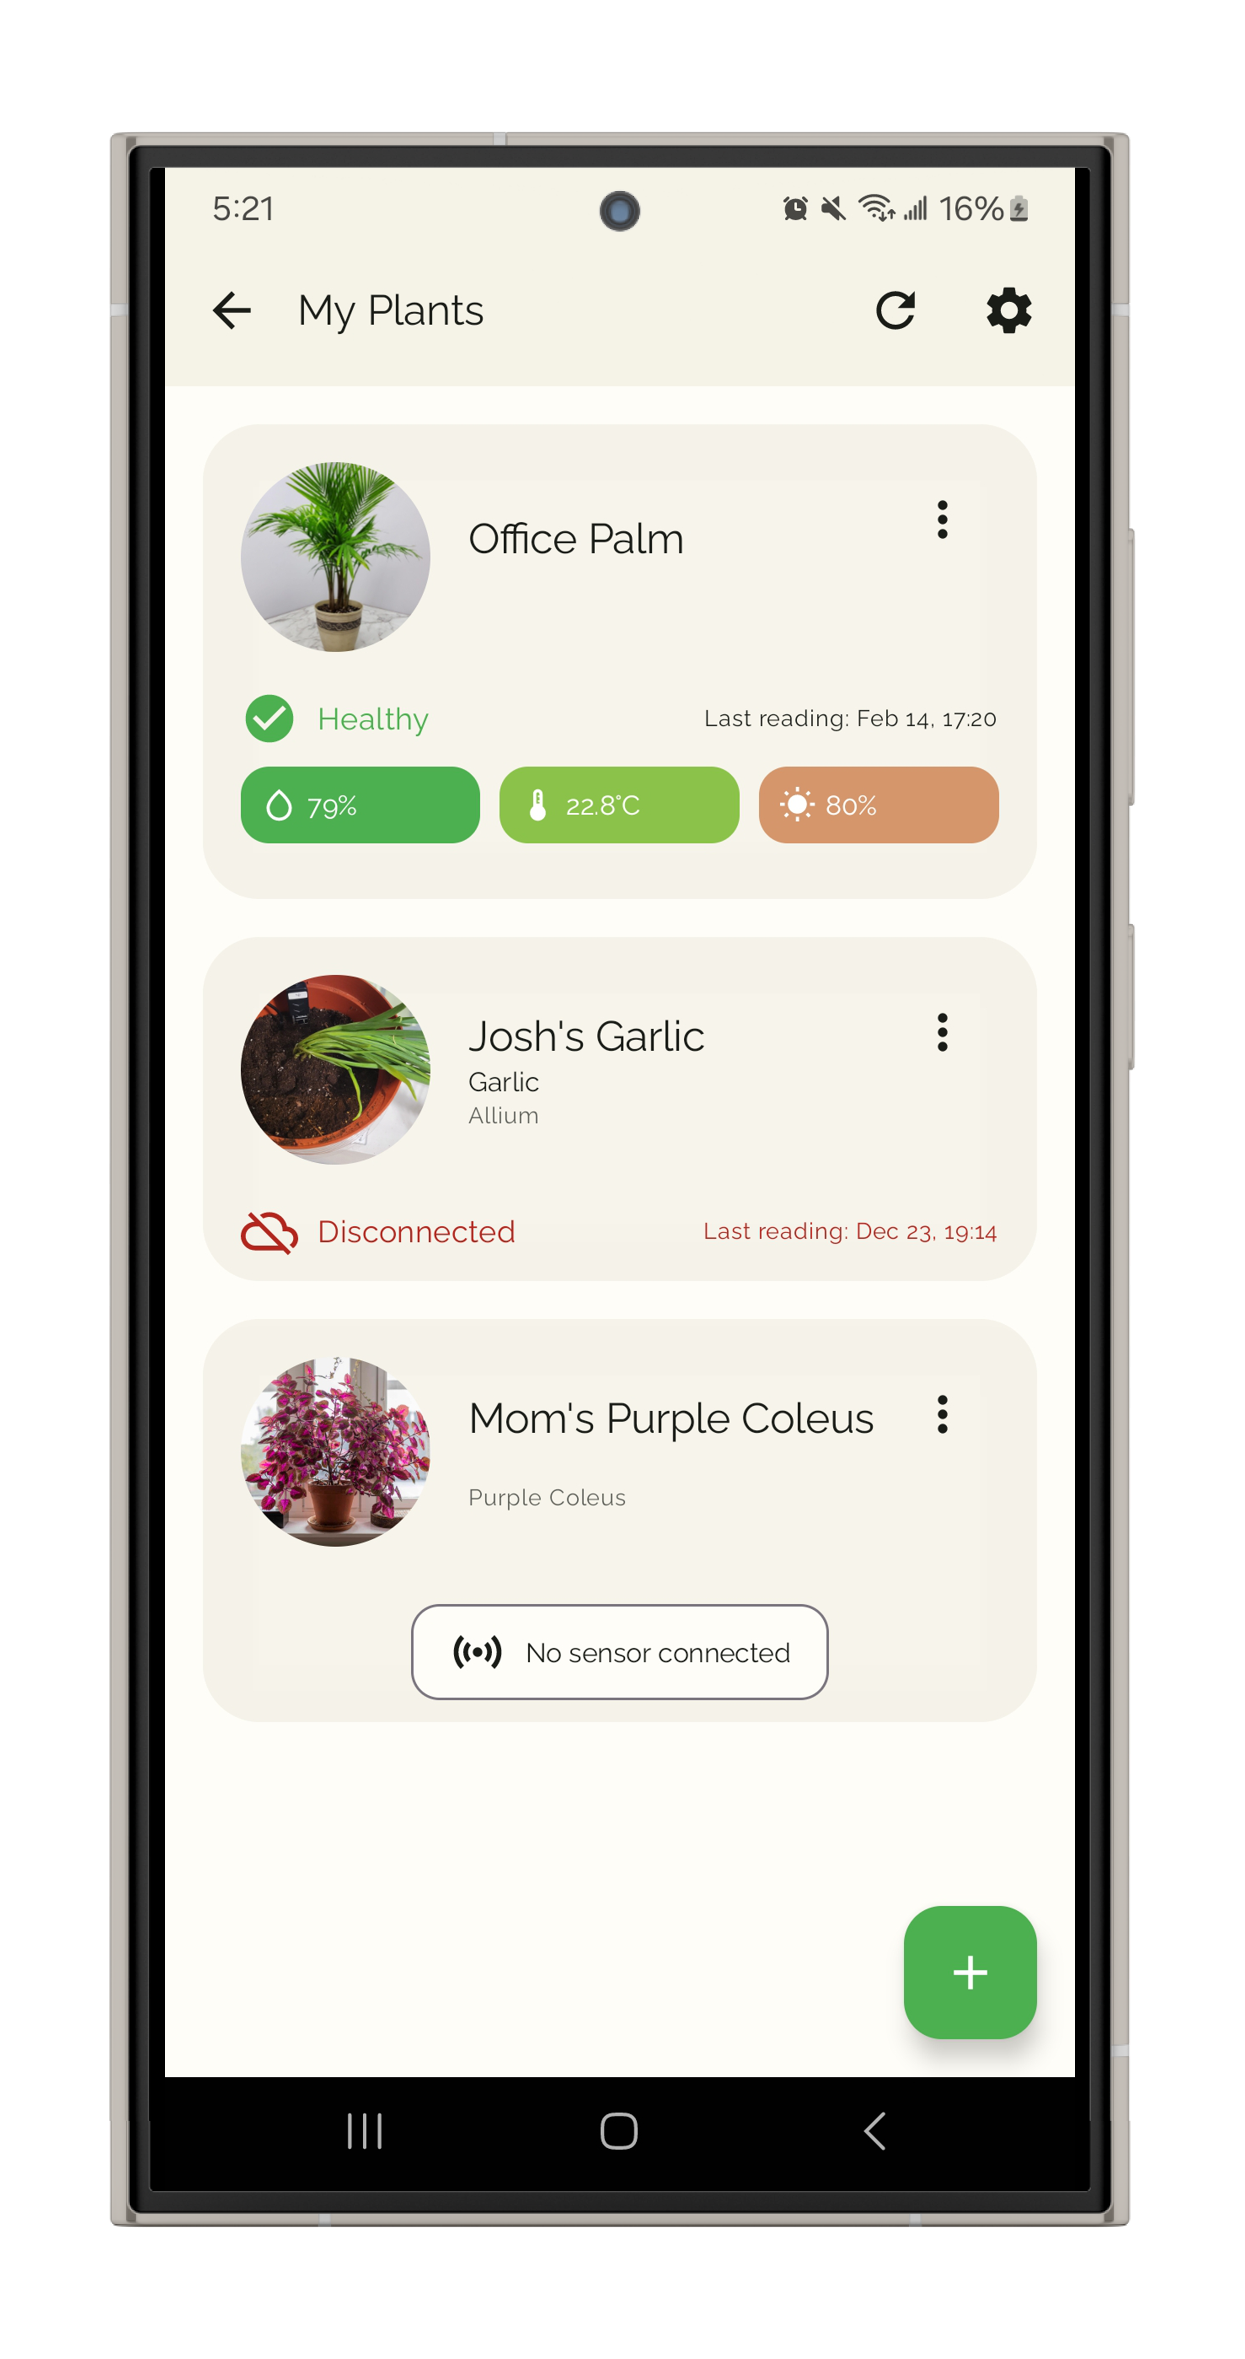 5:21 16%
My Plants
Office Palm
Healthy Last reading: Feb 14, 17:20
79% 22.8°C 80%
Josh's Garlic
Garlic
Allium
Disconnected Last reading: Dec 23, 19:14
Mom's Purple Coleus
Purple Coleus
No sensor connected